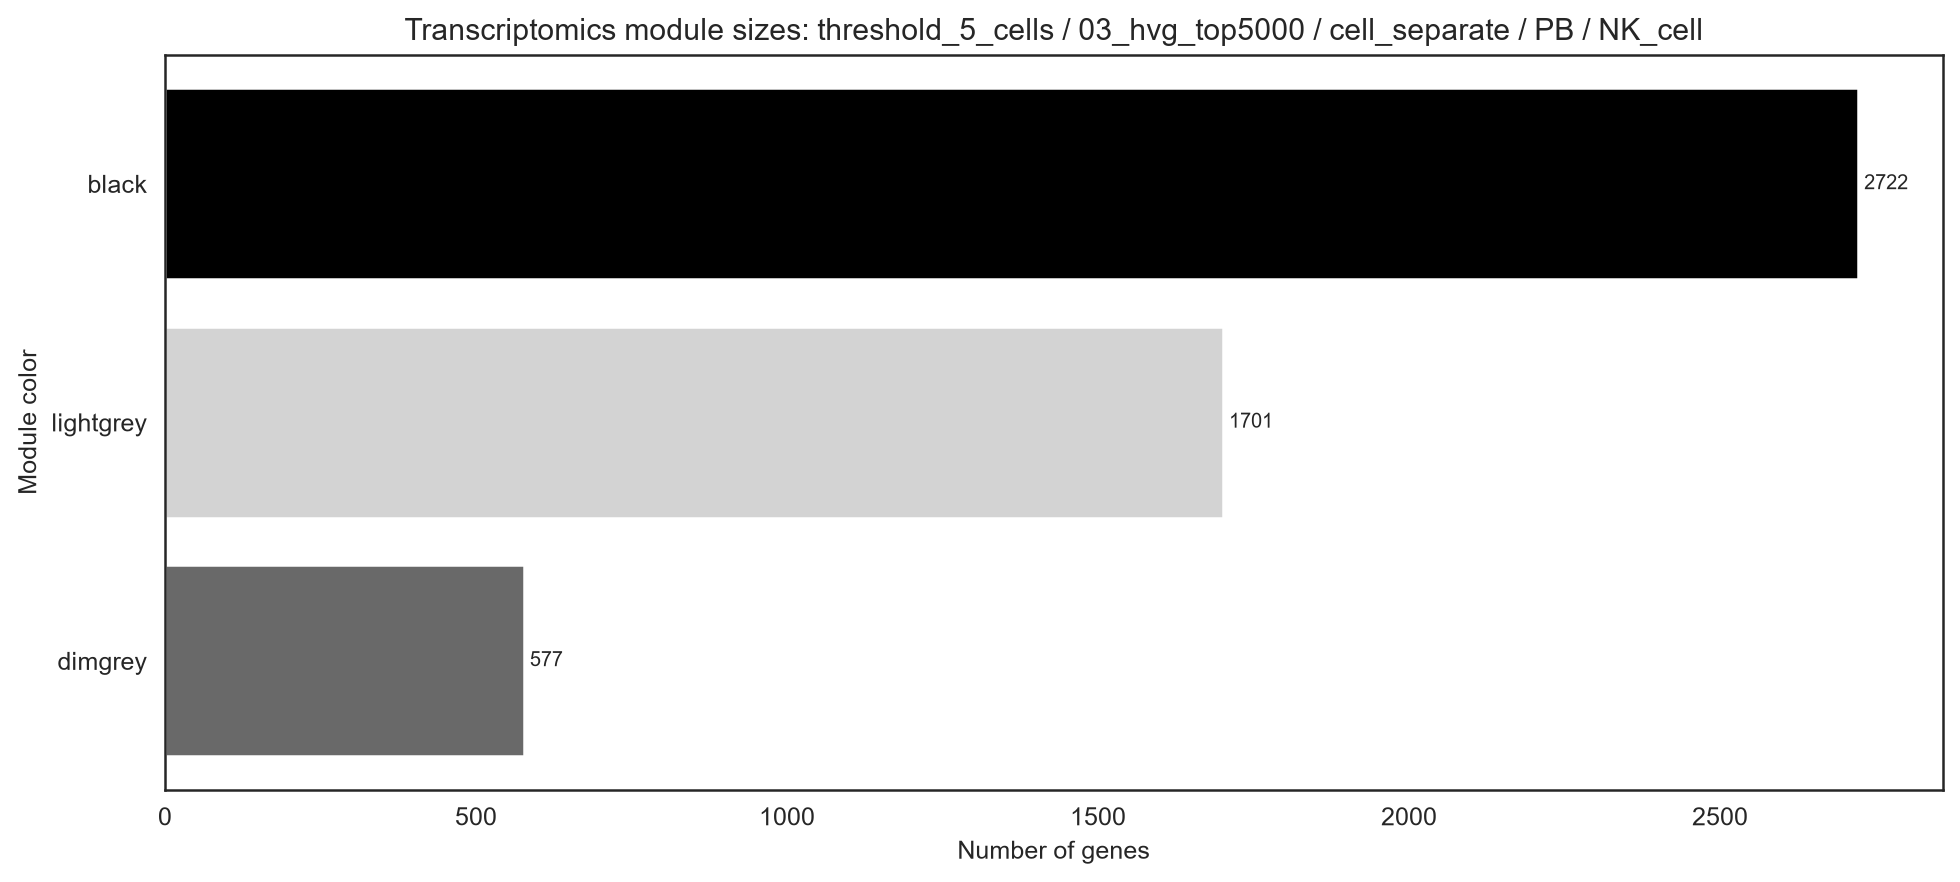 Transcriptomics module sizes: threshold_5_cells / 03_hvg_top5000 / cell_separate / PB / NK_cell
Module color
black
2722
lightgrey
1701
dimgrey
577
0 500 1000 1500 2000 2500
Number of genes